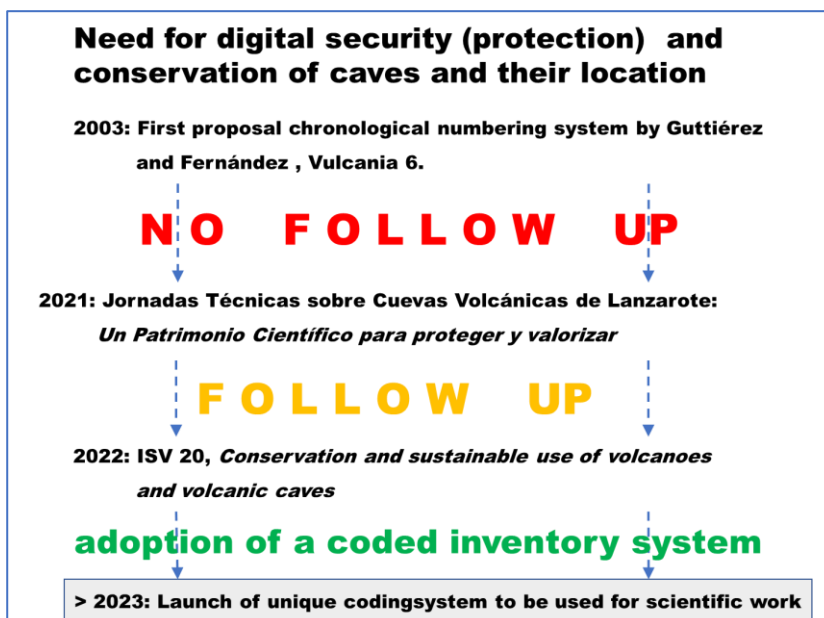 Need for digital security (protection) and
conservation of caves and their location
2003: First proposal chronological numbering system by Guttiérez
and Fernández , Vulcania 6.
NO FOLLOW UP
2021: Jornadas Técnicas sobre Cuevas Volcánicas de Lanzarote:
Un Patrimonio Científico para proteger y valorizar
FOLLOW UP
2022: ISV 20, Conservation and sustainable use of volcanoes
and volcanic caves
adoption of a coded inventory system
> 2023: Launch of unique codingsystem to be used for scientific work